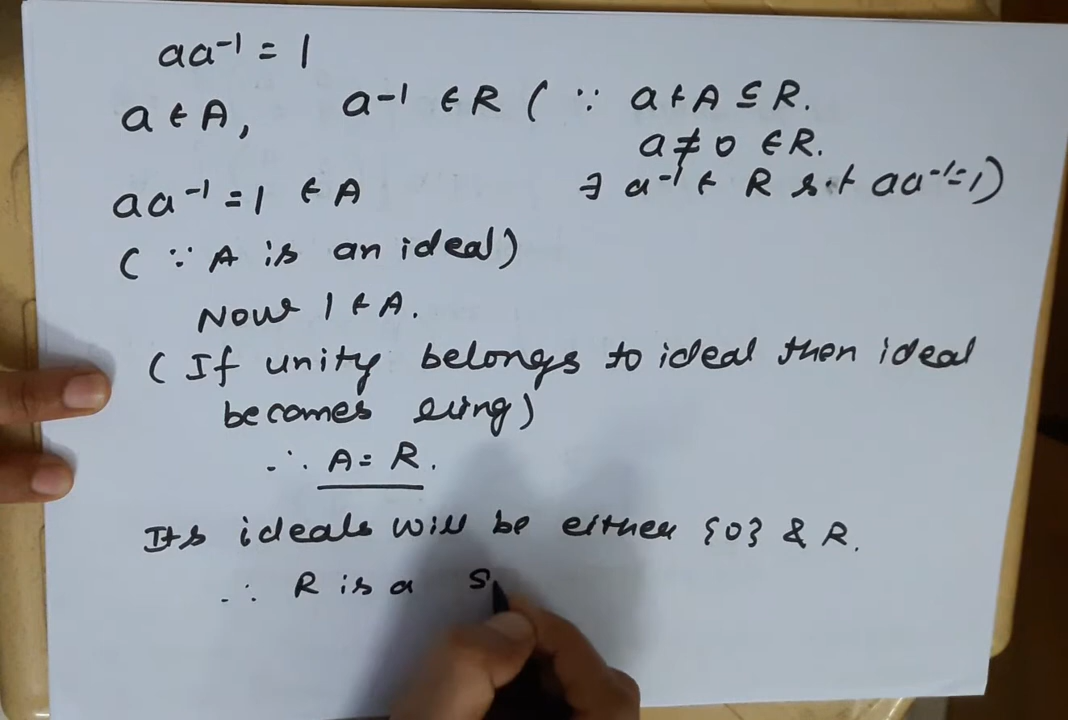 aa⁻¹ = 1
a ∈ A, a⁻¹ ∈ R ( ∵ a ∈ A ⊆ R.
a ≠ 0 ∈ R.
aa⁻¹ = 1 ∈ A ∃ a⁻¹ ∈ R s.t aa⁻¹=1)
( ∵ A is an ideal)
Now 1 ∈ A.
(If unity belongs to ideal then ideal
becomes ring)
∴ A = R.
Its ideals will be either {0} & R.
∴ R is a S